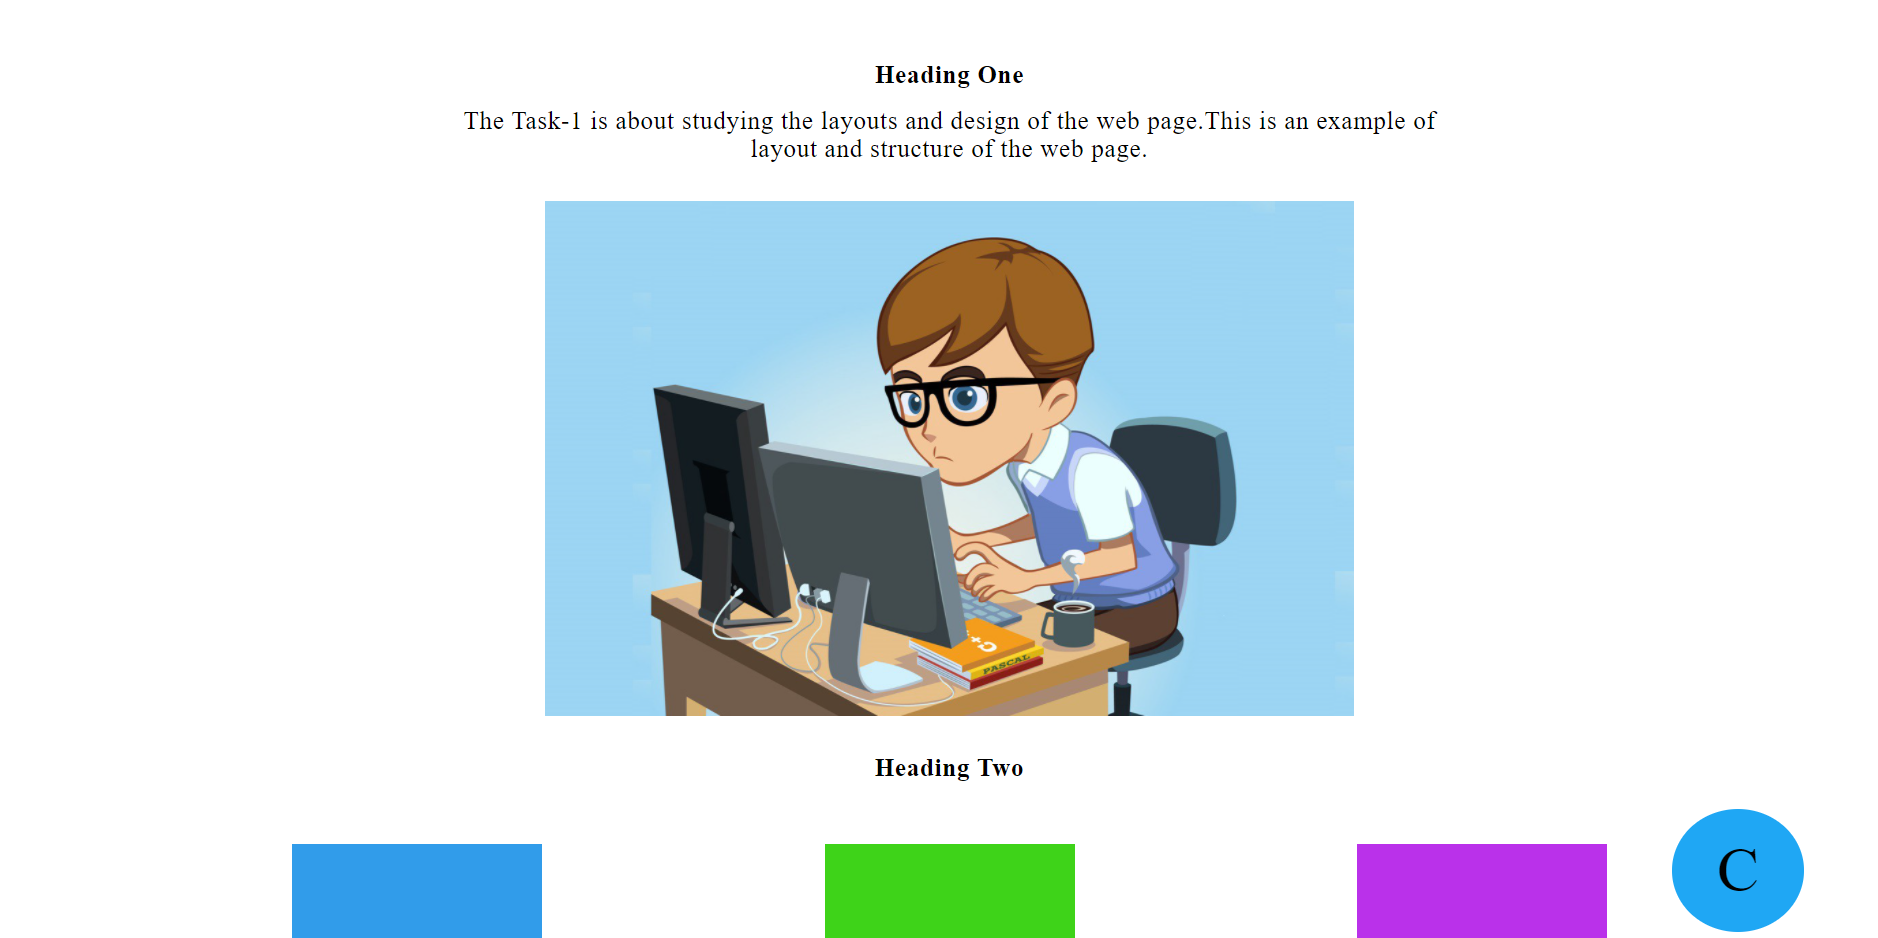 Heading One
The Task-1 is about studying the layouts and design of the web page.This is an example of
layout and structure of the web page.
C++
PASCAL
Heading Two
C